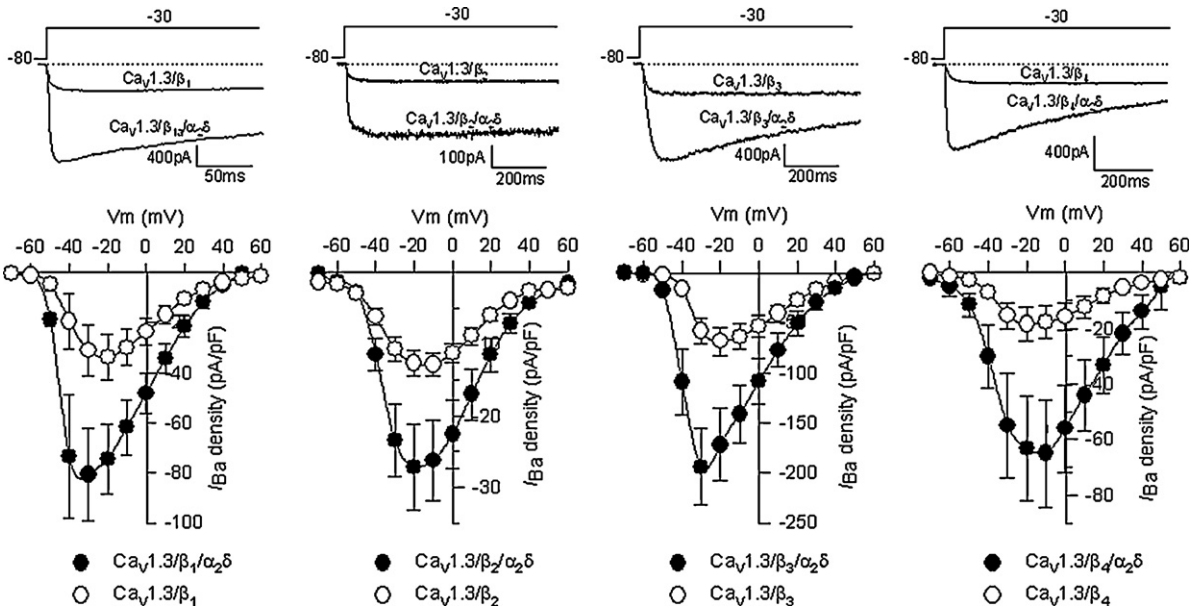 -30 -30 -30 -30
-80 -80 -80 -80
CaV1.3/β1 CaV1.3/β2 CaV1.3/β3 CaV1.3/β4
CaV1.3/β13/α2δ CaV1.3/β2/α2δ CaV1.3/β3/α2δ CaV1.3/β4/α2δ
400pA 100pA 400pA 400pA
50ms 200ms 200ms 200ms
Vm (mV) Vm (mV) Vm (mV) Vm (mV)
-60 -40 -20 0 20 40 60 -60 -40 -20 0 20 40 60 -60 -40 -20 0 20 40 60 -60 -40 -20 0 20 40 60
-40 -60 -80 -100
IBa density (pA/pF)
-20 -30
IBa density (pA/pF)
-100 -150 -200 -250
IBa density (pA/pF)
-20 -40 -60 -80
IBa density (pA/pF)
CaV1.3/β1/α2δ CaV1.3/β2/α2δ CaV1.3/β3/α2δ CaV1.3/β4/α2δ
CaV1.3/β1 CaV1.3/β2 CaV1.3/β3 CaV1.3/β4